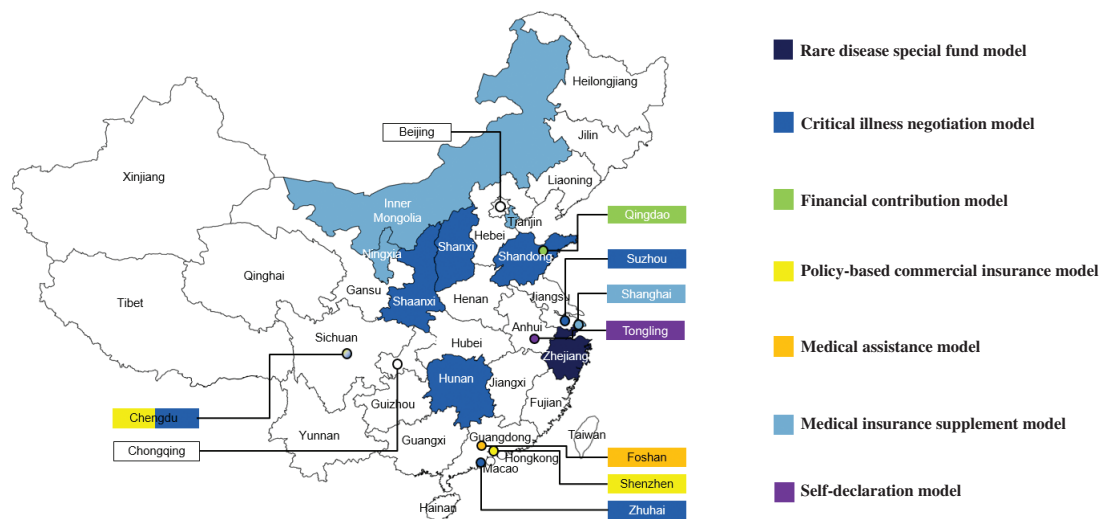 Heilongjiang
Jilin
Beijing
Liaoning
Xinjiang
Inner
Mongolia
Tianjin
Hebei
Qingdao
Ningxia
Shanxi
Shandong
Suzhou
Qinghai
Gansu
Shaanxi
Henan
Jiangsu
Shanghai
Tibet
Anhui
Tongling
Sichuan
Hubei
Zhejiang
Hunan
Jiangxi
Guizhou
Fujian
Chengdu
Yunnan
Guangxi
Guangdong
Taiwan
Chongqing
Hongkong
Foshan
Macao
Shenzhen
Hainan
Zhuhai
Rare disease special fund model
Critical illness negotiation model
Financial contribution model
Policy-based commercial insurance model
Medical assistance model
Medical insurance supplement model
Self-declaration model